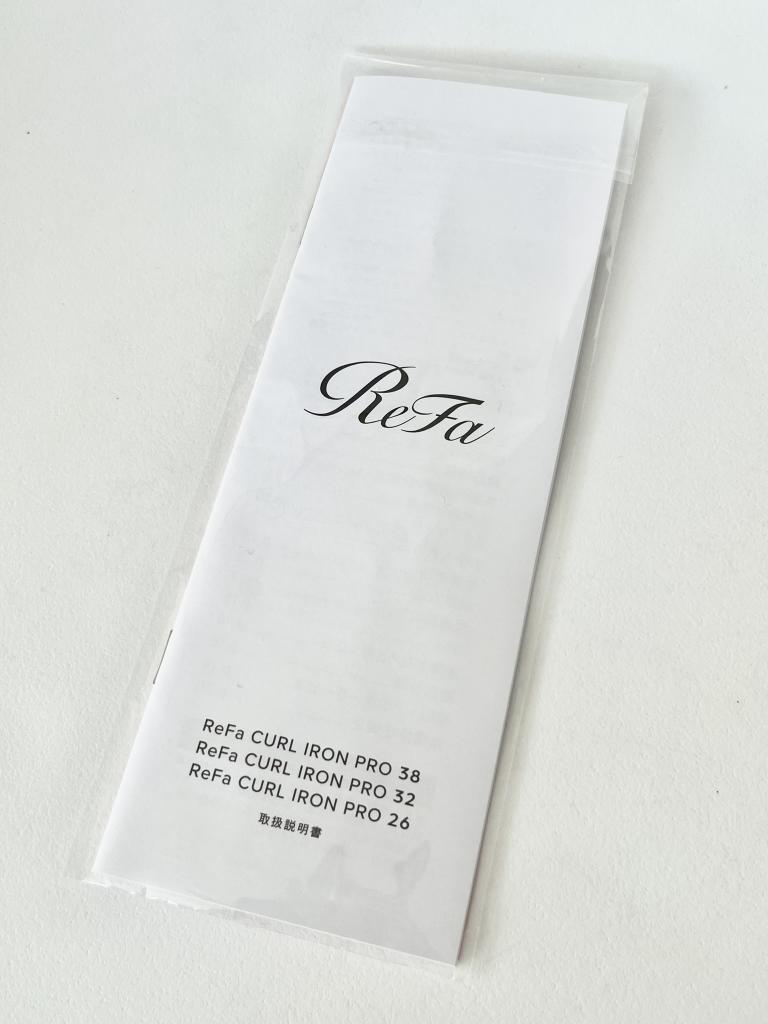 ReFa
ReFa CURL IRON PRO 38
ReFa CURL IRON PRO 32
ReFa CURL IRON PRO 26
取扱説明書